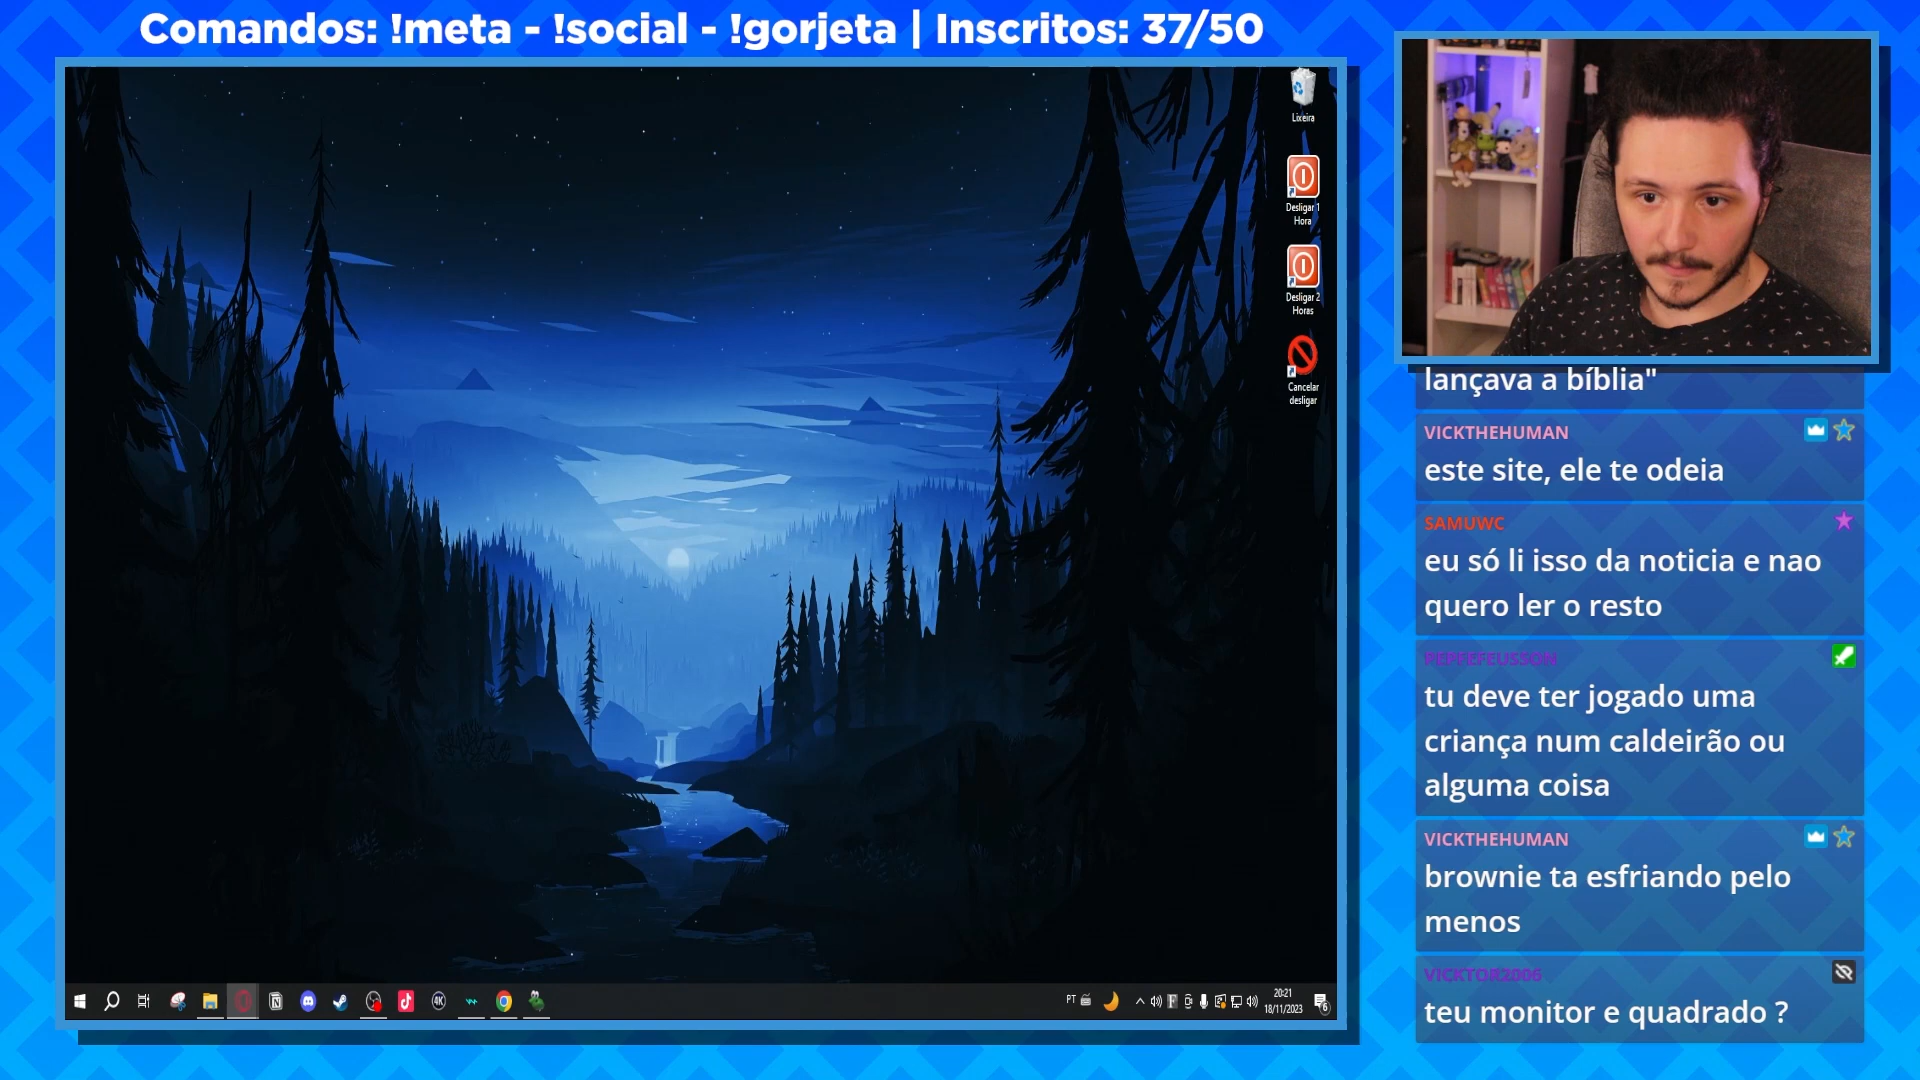 Comandos: !meta - !social - !gorjeta | Inscritos: 37/50
Lixeira
Desligar 1
Hora
Desligar 2
Horas
Cancelar
desligar
lançava a bíblia"
VICKTHEHUMAN
este site, ele te odeia
SAMUWC
eu só li isso da noticia e nao
quero ler o resto
tu deve ter jogado uma
criança num caldeirão ou
alguma coisa
VICKTHEHUMAN
brownie ta esfriando pelo
menos
VICKTOR2006
teu monitor e quadrado ?
4K
PT
20:21
18/11/2023
6